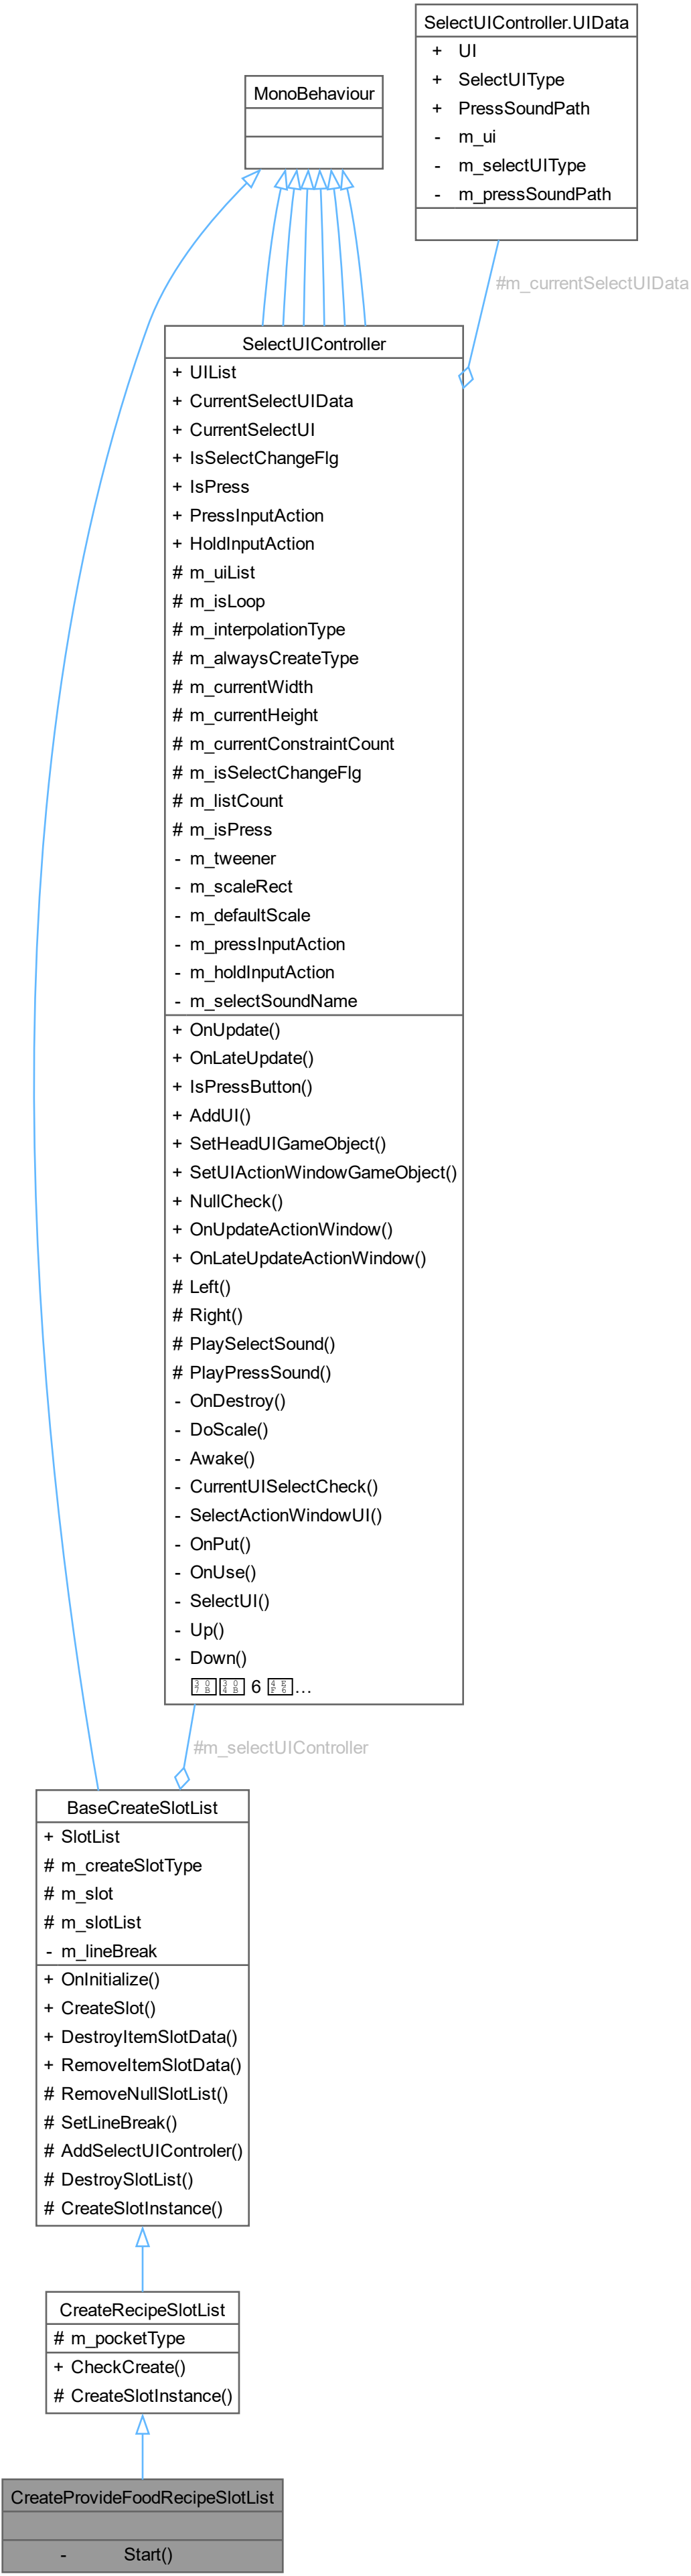 SelectUIController.UIData
+ UI
+ SelectUIType
+ PressSoundPath
- m_ui
- m_selectUIType
- m_pressSoundPath
MonoBehaviour
#m_currentSelectUIData
SelectUIController
+ UIList
+ CurrentSelectUIData
+ CurrentSelectUI
+ IsSelectChangeFlg
+ IsPress
+ PressInputAction
+ HoldInputAction
# m_uiList
# m_isLoop
# m_interpolationType
# m_alwaysCreateType
# m_currentWidth
# m_currentHeight
# m_currentConstraintCount
# m_isSelectChangeFlg
# m_listCount
# m_isPress
- m_tweener
- m_scaleRect
- m_defaultScale
- m_pressInputAction
- m_holdInputAction
- m_selectSoundName
+ OnUpdate()
+ OnLateUpdate()
+ IsPressButton()
+ AddUI()
+ SetHeadUIGameObject()
+ SetUIActionWindowGameObject()
+ NullCheck()
+ OnUpdateActionWindow()
+ OnLateUpdateActionWindow()
# Left()
# Right()
# PlaySelectSound()
# PlayPressSound()
- OnDestroy()
- DoScale()
- Awake()
- CurrentUISelectCheck()
- SelectActionWindowUI()
- OnPut()
- OnUse()
- SelectUI()
- Up()
- Down()
6 ...
#m_selectUIController
BaseCreateSlotList
+ SlotList
# m_createSlotType
# m_slot
# m_slotList
- m_lineBreak
+ OnInitialize()
+ CreateSlot()
+ DestroyItemSlotData()
+ RemoveItemSlotData()
# RemoveNullSlotList()
# SetLineBreak()
# AddSelectUIControler()
# DestroySlotList()
# CreateSlotInstance()
CreateRecipeSlotList
# m_pocketType
+ CheckCreate()
# CreateSlotInstance()
CreateProvideFoodRecipeSlotList
- Start()